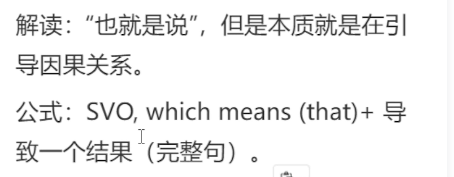 解读：“也就是说”，但是本质就是在引
导因果关系。
公式：SVO, which means (that)+ 导
致一个结果（完整句）。